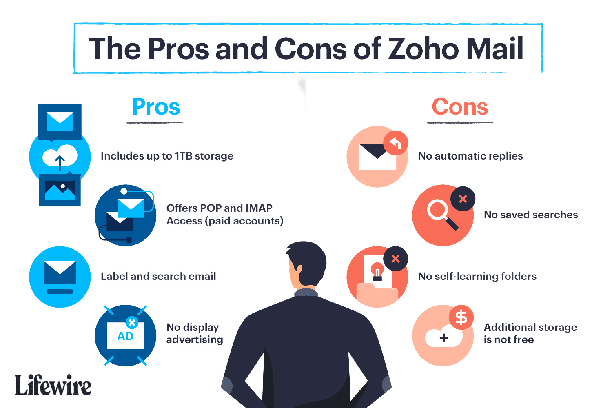 The Pros and Cons of Zoho Mail
Pros
Includes up to 1TB storage
Offers POP and IMAP
Access (paid accounts)
Label and search email
AD
No display
advertising
Cons
No automatic replies
No saved searches
No self-learning folders
$
Additional storage
is not free
Lifewire